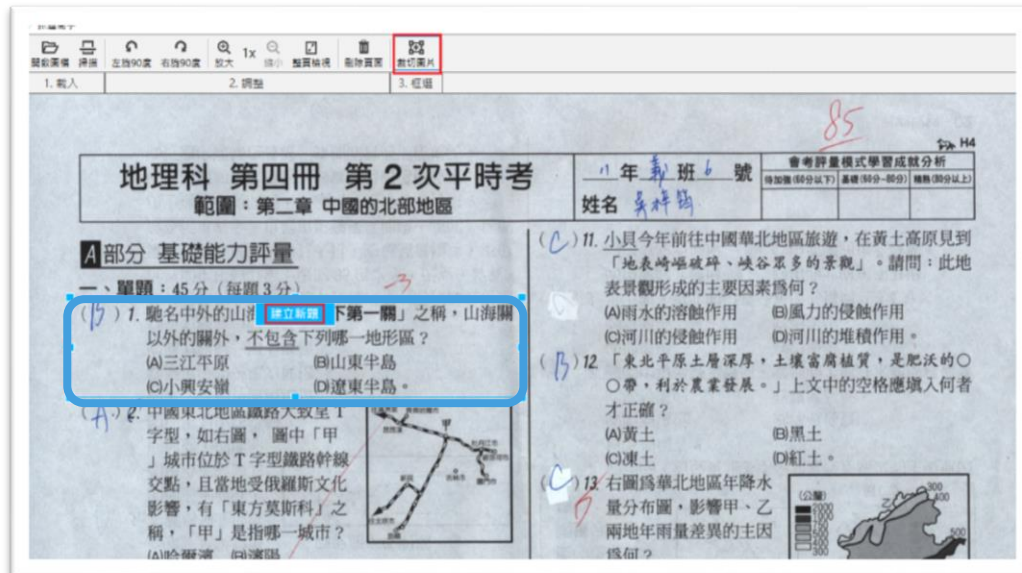 開啟圖檔 掃描 左旋90度 右旋90度 放大 1x 縮小 整頁檢視 刪除頁面 裁切圖片
1. 載入 2. 調整 3. 框選
85
H4
地理科 第四冊 第2次平時考
範圍：第二章 中國的北部地區
年 義 班 6 號
姓名
會考評量模式學習成就分析
待加強(60分以下) 基礎(60分~80分) 精熟(80分以上)
A部分 基礎能力評量
一、單題：45分（每題3分）
-3
(B) 1. 馳名中外的山海
建立新題
下第一關」之稱，山海關
以外的關外，不包含下列哪一地形區？
(A)三江平原 (B)山東半島
(C)小興安嶺 (D)遼東半島。
(A) 2. 中國東北地區鐵路大致呈T
字型，如右圖， 圖中「甲
」城市位於T字型鐵路幹線
交點，且當地受俄羅斯文化
影響，有「東方莫斯科」之
稱，「甲」是指哪一城市？
(A)哈爾濱 (B)瀋陽
甲
(C) 11. 小貝今年前往中國華北地區旅遊，在黃土高原見到
「地表崎嶇破碎、峽谷眾多的景觀」。請問：此地
表景觀形成的主要因素為何？
(A)雨水的溶蝕作用 (B)風力的侵蝕作用
(C)河川的侵蝕作用 (D)河川的堆積作用。
(B) 12. 「東北平原土層深厚，土壤富腐植質，是肥沃的○
○帶，利於農業發展。」上文中的空格應填入何者
才正確？
(A)黃土 (B)黑土
(C)凍土 (D)紅土。
(C) 13. 右圖為華北地區年降水
量分布圖，影響甲、乙
兩地年雨量差異的主因
為何？
(公釐)
300
400
500
乙